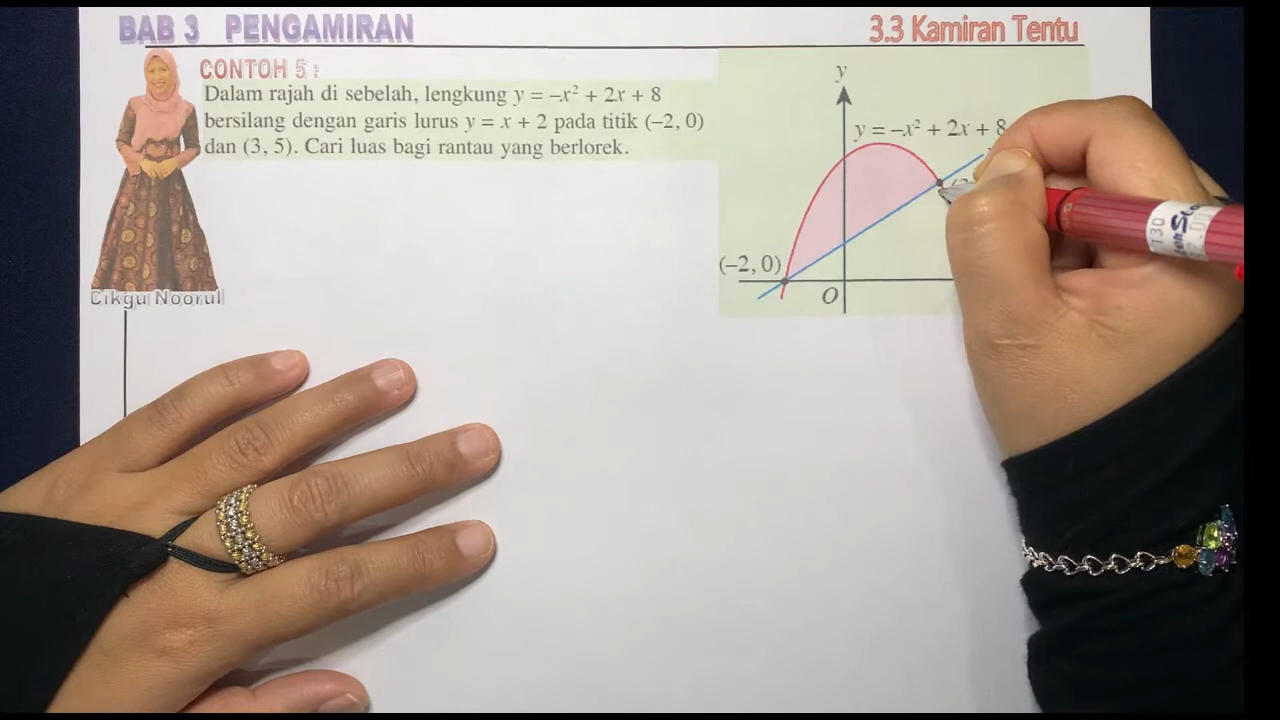 BAB 3 PENGAMIRAN
3.3 Kamiran Tentu
CONTOH 5 :
Dalam rajah di sebelah, lengkung y = –x² + 2x + 8
bersilang dengan garis lurus y = x + 2 pada titik (–2, 0)
dan (3, 5). Cari luas bagi rantau yang berlorek.
Cikgu Noorul
y
y = –x² + 2x + 8
(–2, 0)
O
130